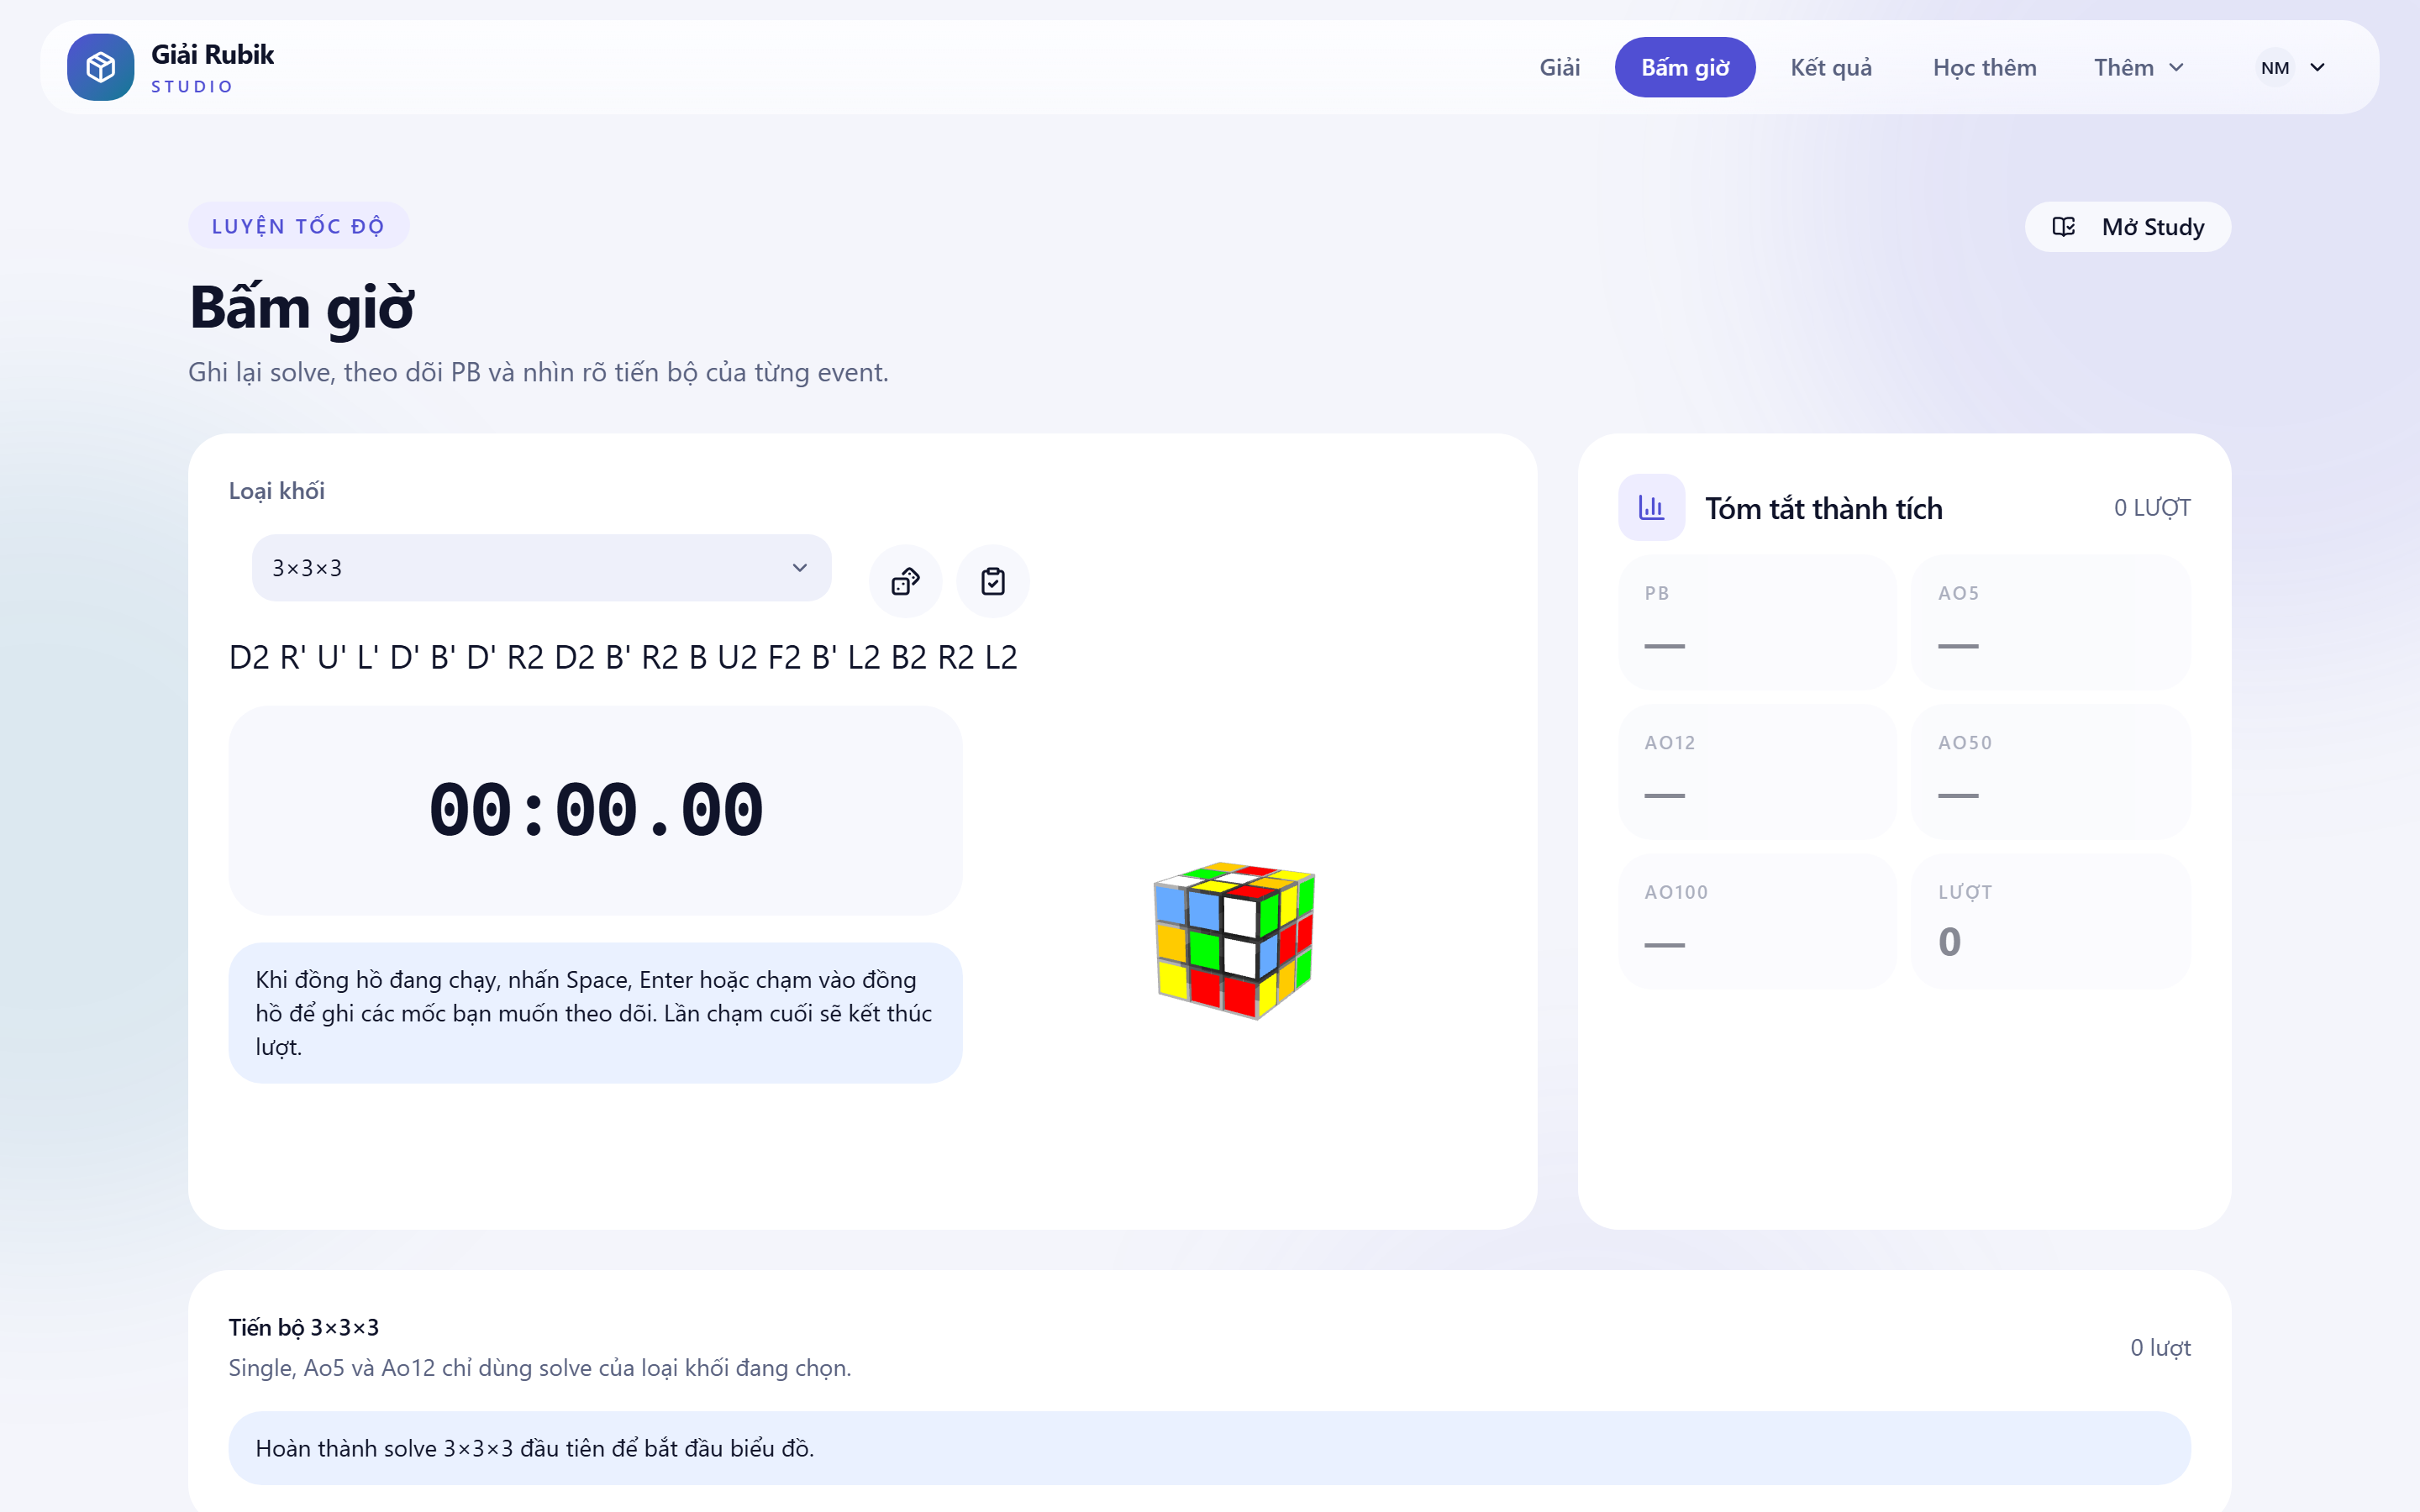 Giải Rubik
STUDIO
Giải
Bấm giờ
Kết quả
Học thêm
Thêm
NM
LUYỆN TỐC ĐỘ
Mở Study
Bấm giờ
Ghi lại solve, theo dõi PB và nhìn rõ tiến bộ của từng event.
Loại khối
3×3×3
D2 R' U' L' D' B' D' R2 D2 B' R2 B U2 F2 B' L2 B2 R2 L2
00:00.00
Khi đồng hồ đang chạy, nhấn Space, Enter hoặc chạm vào đồng
hồ để ghi các mốc bạn muốn theo dõi. Lần chạm cuối sẽ kết thúc
lượt.
Tóm tắt thành tích
0 LƯỢT
PB
—
AO5
—
AO12
—
AO50
—
AO100
—
LƯỢT
0
Tiến bộ 3×3×3
Single, Ao5 và Ao12 chỉ dùng solve của loại khối đang chọn.
0 lượt
Hoàn thành solve 3×3×3 đầu tiên để bắt đầu biểu đồ.